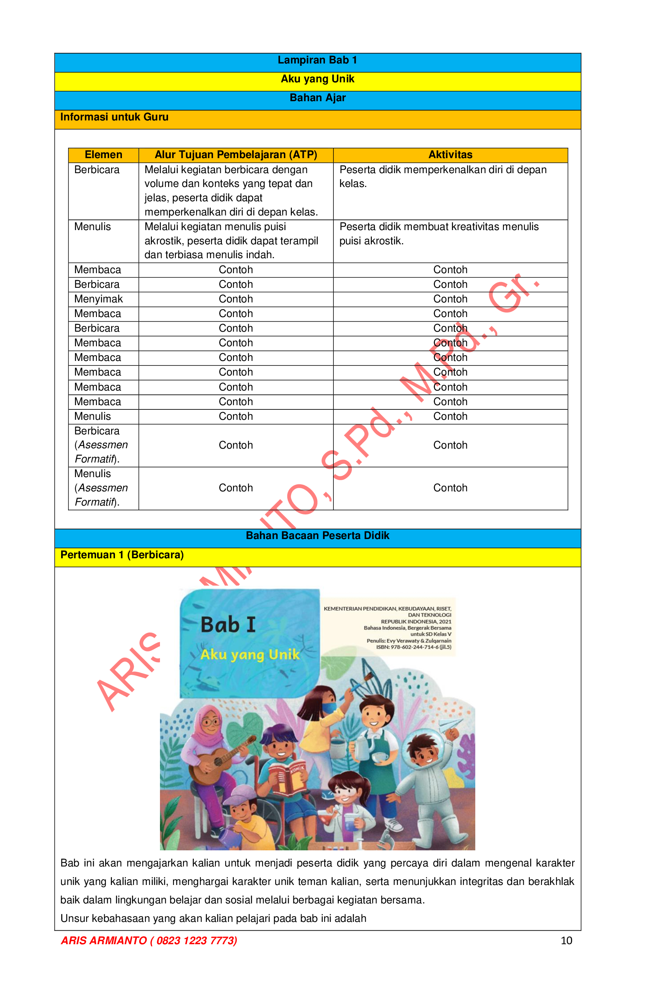 Lampiran Bab 1
Aku yang Unik
Bahan Ajar
Informasi untuk Guru
Elemen Alur Tujuan Pembelajaran (ATP) Aktivitas
Berbicara Melalui kegiatan berbicara dengan Peserta didik memperkenalkan diri di depan
volume dan konteks yang tepat dan kelas.
jelas, peserta didik dapat
memperkenalkan diri di depan kelas.
Menulis Melalui kegiatan menulis puisi Peserta didik membuat kreativitas menulis
akrostik, peserta didik dapat terampil puisi akrostik.
dan terbiasa menulis indah.
Membaca Contoh Contoh
Berbicara Contoh Contoh
Menyimak Contoh Contoh
Membaca Contoh Contoh
Berbicara Contoh Contoh
Membaca Contoh Contoh
Membaca Contoh Contoh
Membaca Contoh Contoh
Membaca Contoh Contoh
Membaca Contoh Contoh
Menulis Contoh Contoh
Berbicara
(Asessmen Contoh Contoh
Formatif).
Menulis
(Asessmen Contoh Contoh
Formatif).
Bahan Bacaan Peserta Didik
Pertemuan 1 (Berbicara)
Bab I
Aku yang Unik
KEMENTERIAN PENDIDIKAN, KEBUDAYAAN, RISET,
DAN TEKNOLOGI
REPUBLIK INDONESIA, 2021
Bahasa Indonesia, Bergerak Bersama
untuk SD Kelas V
Penulis: Evy Verawaty & Zulqarnain
ISBN: 978-602-244-714-6 (jil.5)
KOMIK
Bab ini akan mengajarkan kalian untuk menjadi peserta didik yang percaya diri dalam mengenal karakter
unik yang kalian miliki, menghargai karakter unik teman kalian, serta menunjukkan integritas dan berakhlak
baik dalam lingkungan belajar dan sosial melalui berbagai kegiatan bersama.
Unsur kebahasaan yang akan kalian pelajari pada bab ini adalah
ARIS ARMIANTO ( 0823 1223 7773) 10
ARIS MIANTO, S.Pd., M.Pd., Gr.